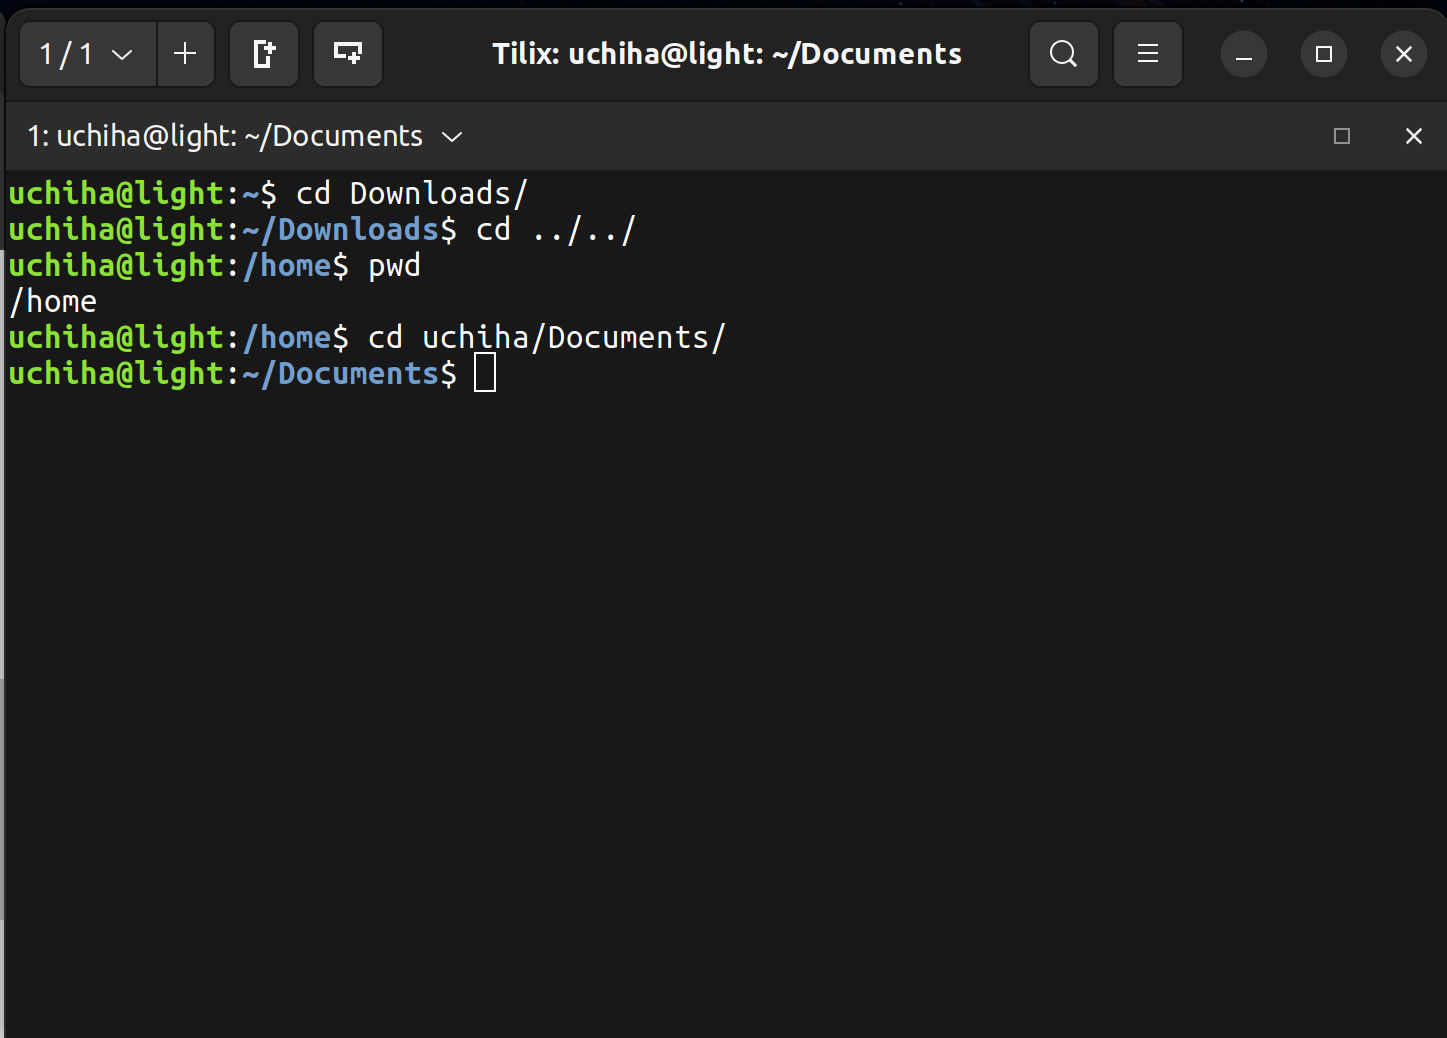 1 / 1
Tilix: uchiha@light: ~/Documents
1: uchiha@light: ~/Documents
uchiha@light:~$ cd Downloads/
uchiha@light:~/Downloads$ cd ../../
uchiha@light:/home$ pwd
/home
uchiha@light:/home$ cd uchiha/Documents/
uchiha@light:~/Documents$